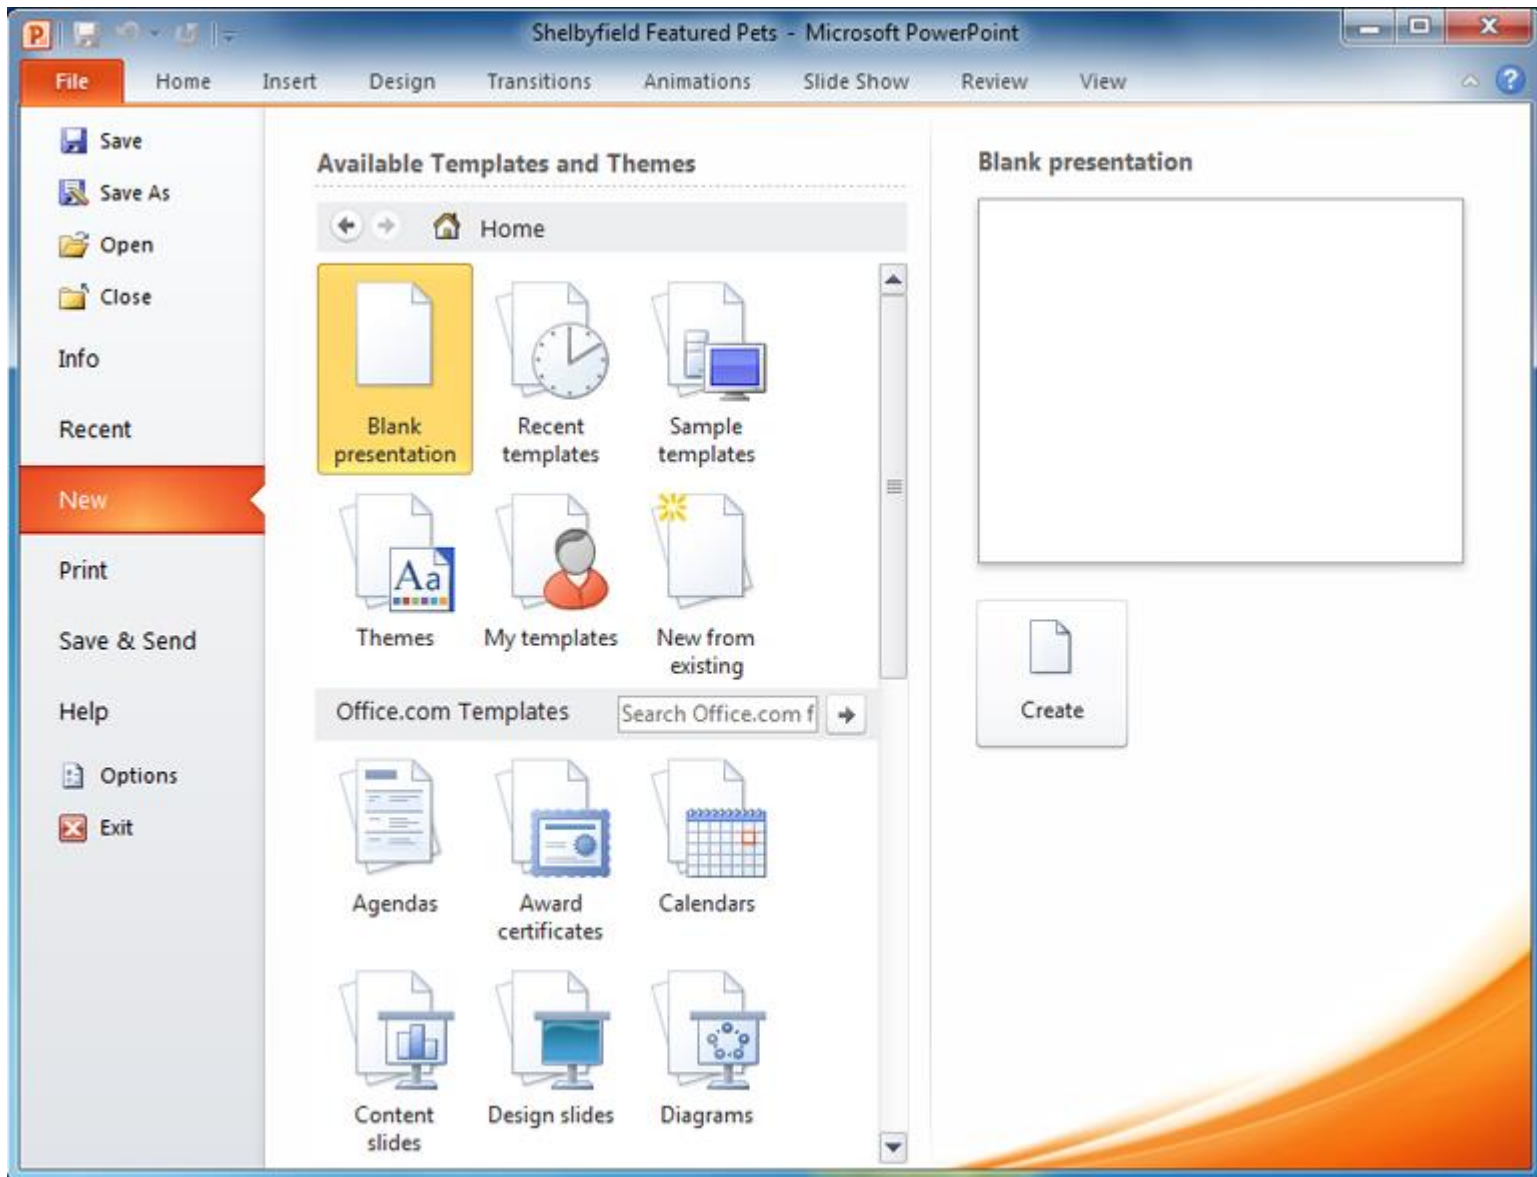 Shelbyfield Featured Pets - Microsoft PowerPoint
File Home Insert Design Transitions Animations Slide Show Review View
Save
Save As
Open
Close
Info
Recent
New
Print
Save & Send
Help
Options
Exit
Available Templates and Themes
Home
Blank
presentation
Recent
templates
Sample
templates
Aa
Themes
My templates
New from
existing
Office.com Templates
Search Office.com f
Agendas
Award
certificates
Calendars
Content
slides
Design slides
Diagrams
Blank presentation
Create